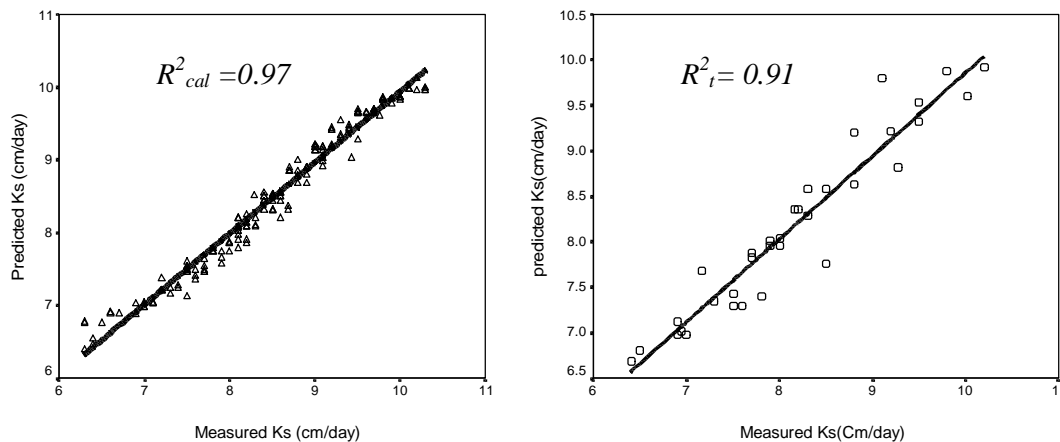 11
10
9
8
7
6
R²cal =0.97
Predicted Ks (cm/day)
6 7 8 9 10 11
Measured Ks (cm/day)
10.5
10.0
9.5
9.0
8.5
8.0
7.5
7.0
6.5
R²t= 0.91
predicted Ks(cm/day)
6 7 8 9 10 1
Measured Ks(Cm/day)